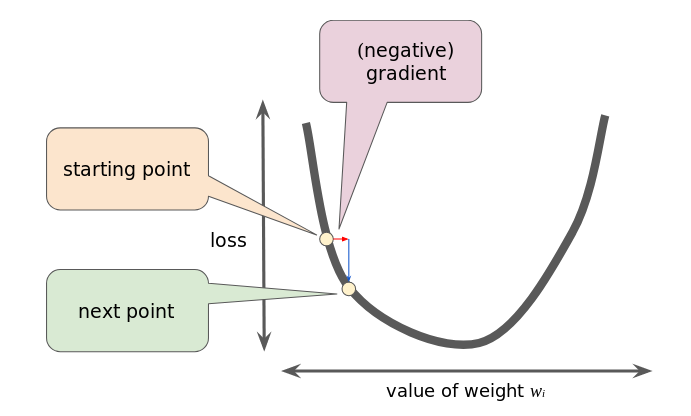 (negative)
gradient
starting point
loss
next point
value of weight wᵢ